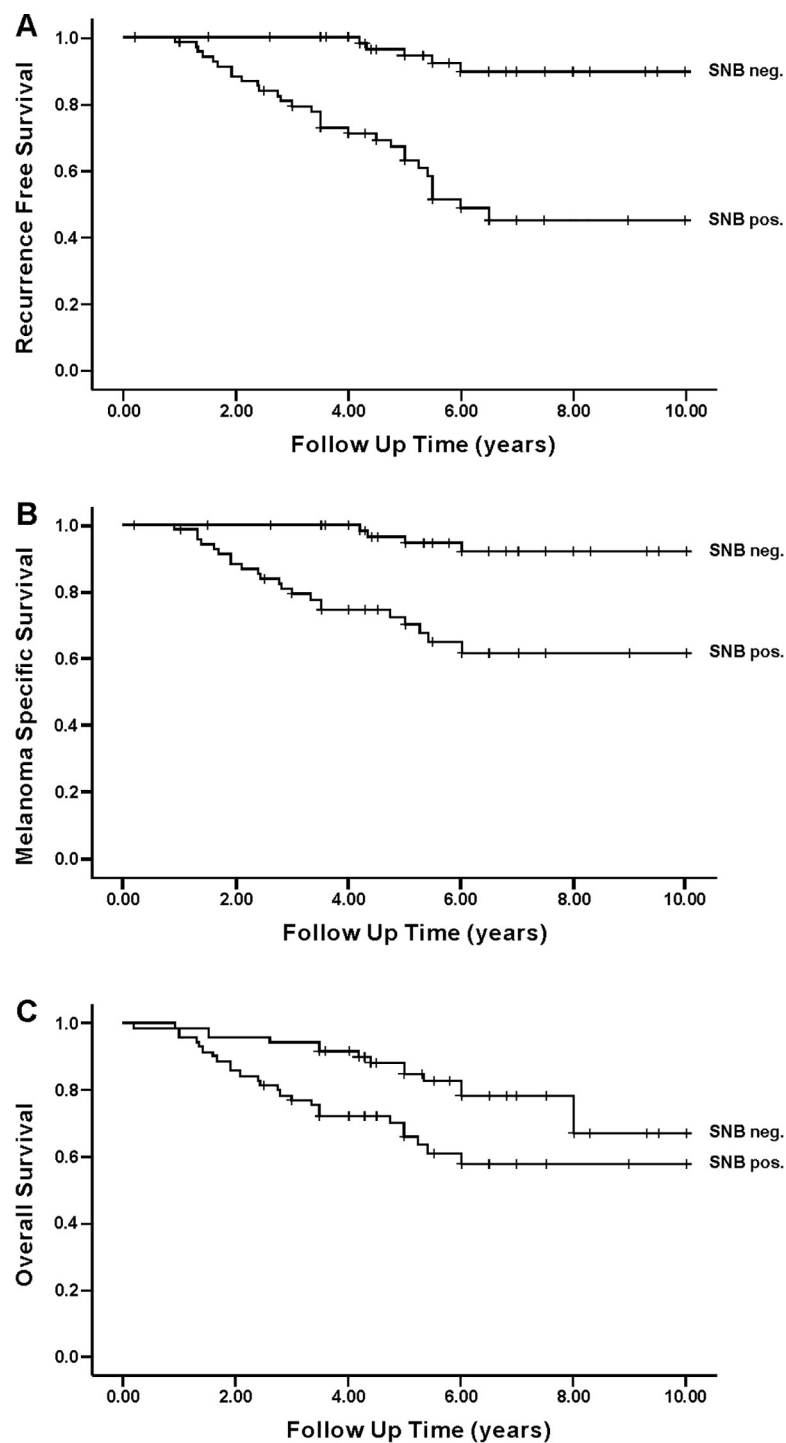 A
1.0
0.8
0.6
0.4
0.2
0.0
Recurrence Free Survival
SNB neg.
SNB pos.
0.00 2.00 4.00 6.00 8.00 10.00
Follow Up Time (years)
B
1.0
0.8
0.6
0.4
0.2
0.0
Melanoma Specific Survival
SNB neg.
SNB pos.
0.00 2.00 4.00 6.00 8.00 10.00
Follow Up Time (years)
C
1.0
0.8
0.6
0.4
0.2
0.0
Overall Survival
SNB neg.
SNB pos.
0.00 2.00 4.00 6.00 8.00 10.00
Follow Up Time (years)